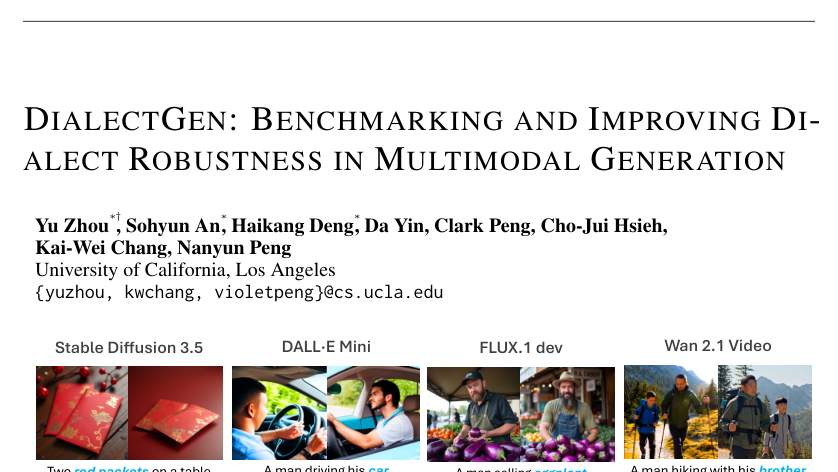 DIALECTGEN: BENCHMARKING AND IMPROVING DI-
ALECT ROBUSTNESS IN MULTIMODAL GENERATION
Yu Zhou*†, Sohyun An*, Haikang Deng*, Da Yin, Clark Peng, Cho-Jui Hsieh,
Kai-Wei Chang, Nanyun Peng
University of California, Los Angeles
{yuzhou, kwchang, violetpeng}@cs.ucla.edu
Stable Diffusion 3.5 DALL·E Mini FLUX.1 dev Wan 2.1 Video
Two red packets on a table A man driving his car A man selling eggplant A man hiking with his brother